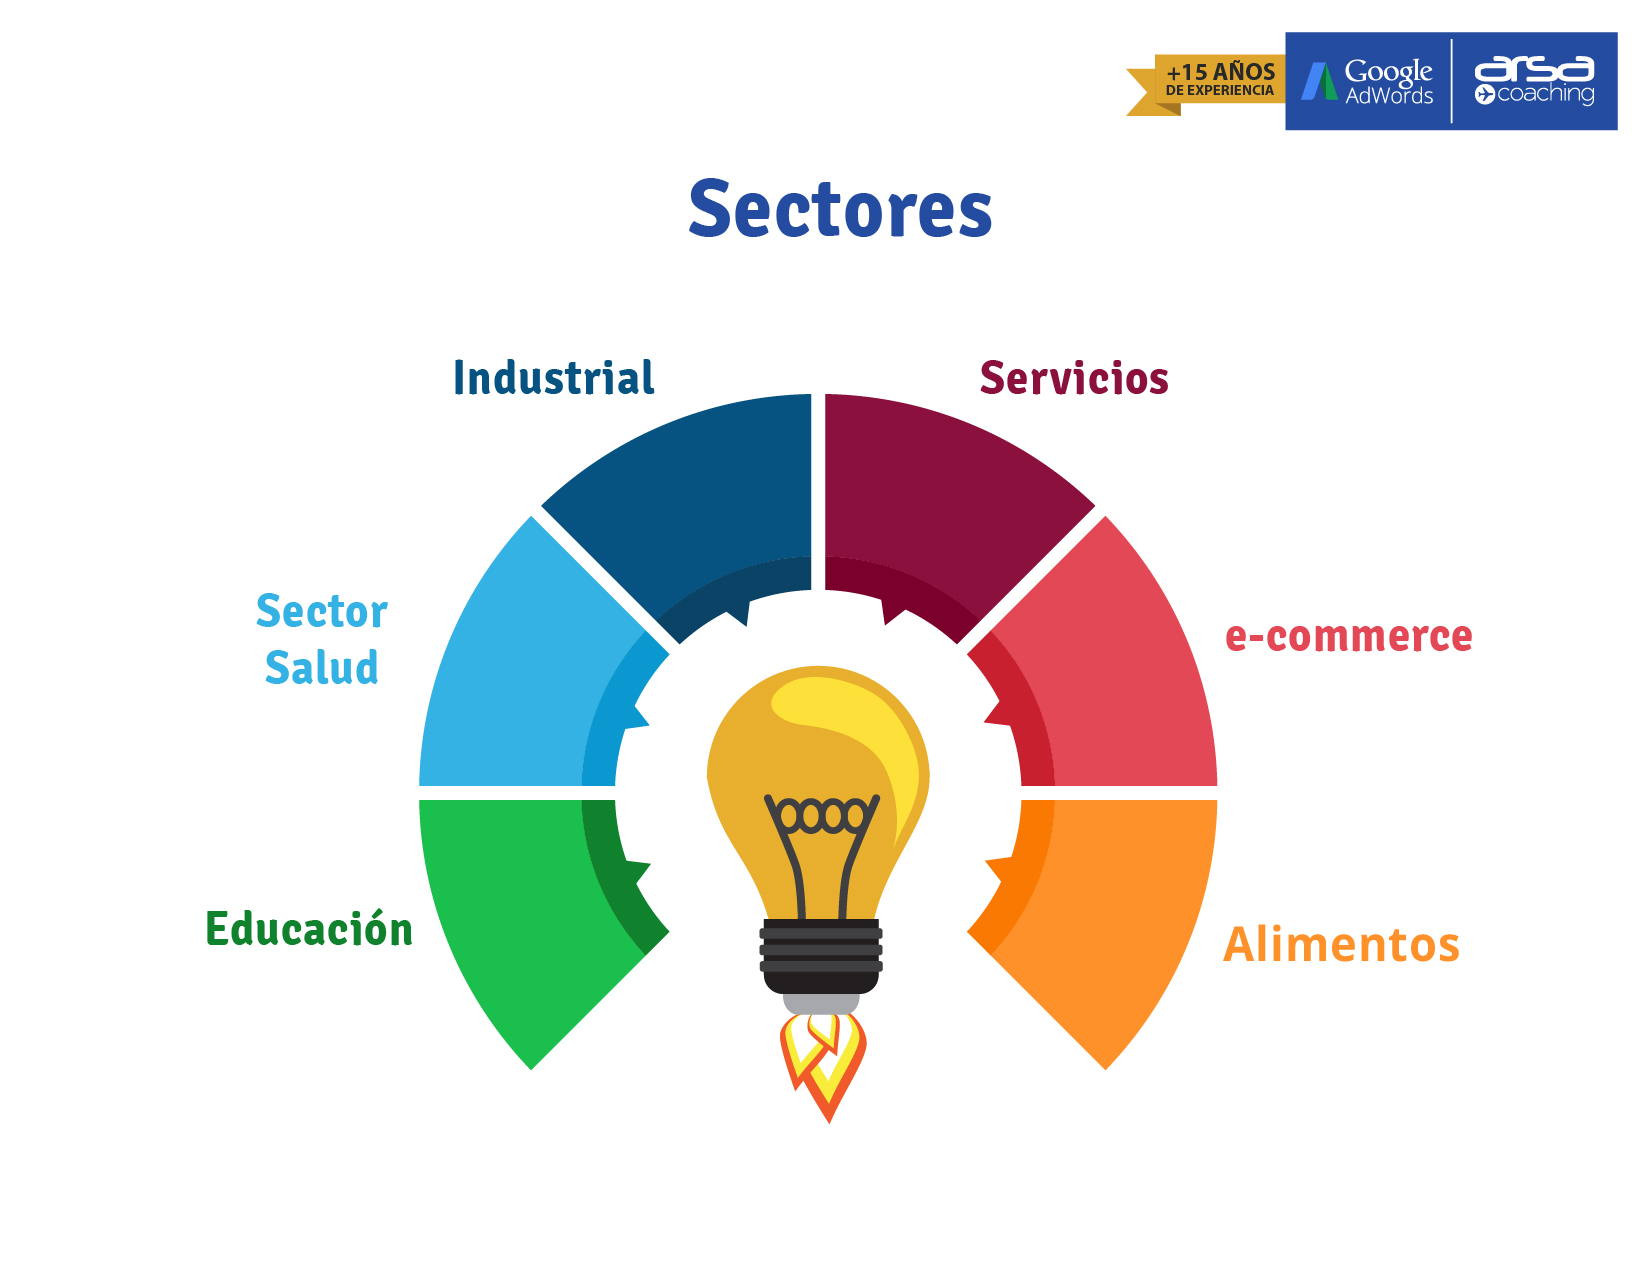 +15 AÑOS
DE EXPERIENCIA
Google
AdWords
arsa
coaching
Sectores
Industrial
Servicios
Sector
Salud
e-commerce
Educación
Alimentos